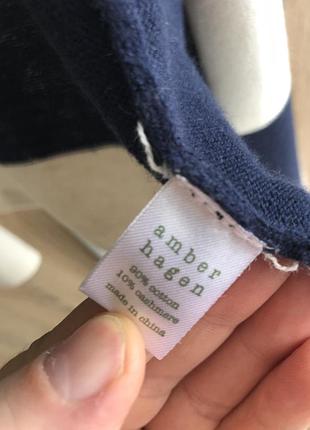 amber
hagen
90% cotton
10% cashmere
made in china